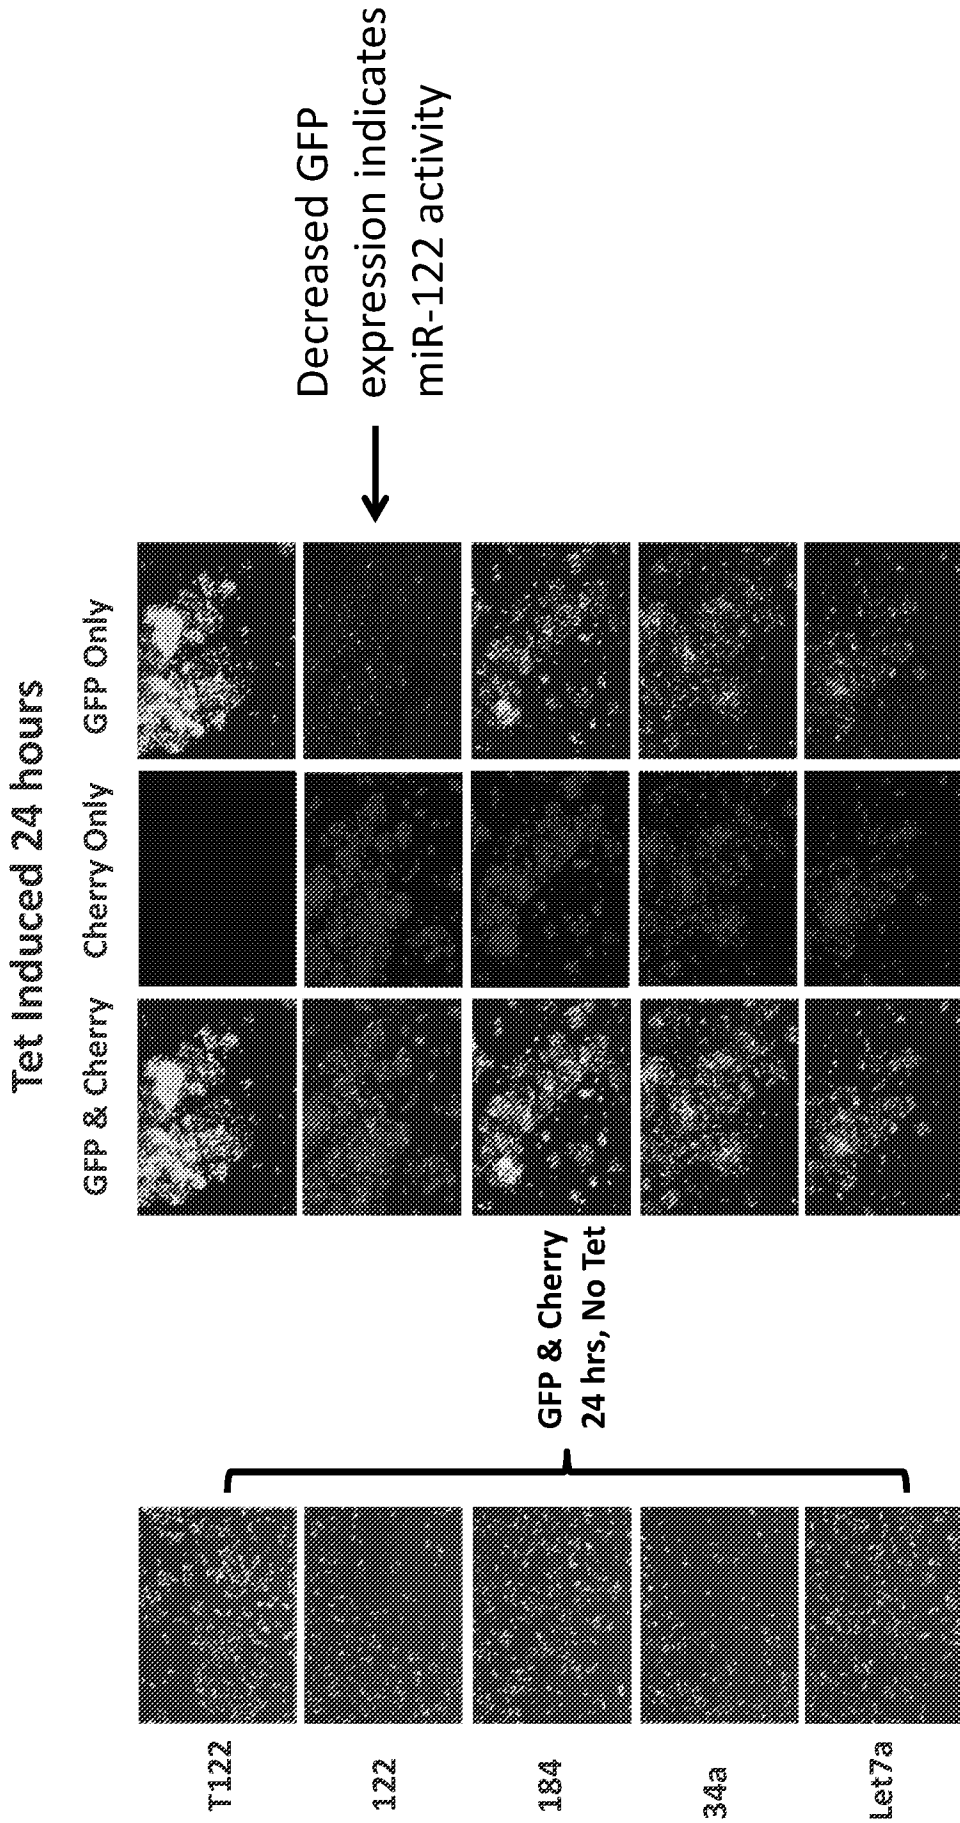 Tet Induced 24 hours
GFP & Cherry
Cherry Only
GFP Only
T122
122
184
34a
Let7a
GFP & Cherry
24 hrs, No Tet
Decreased GFP
expression indicates
miR-122 activity